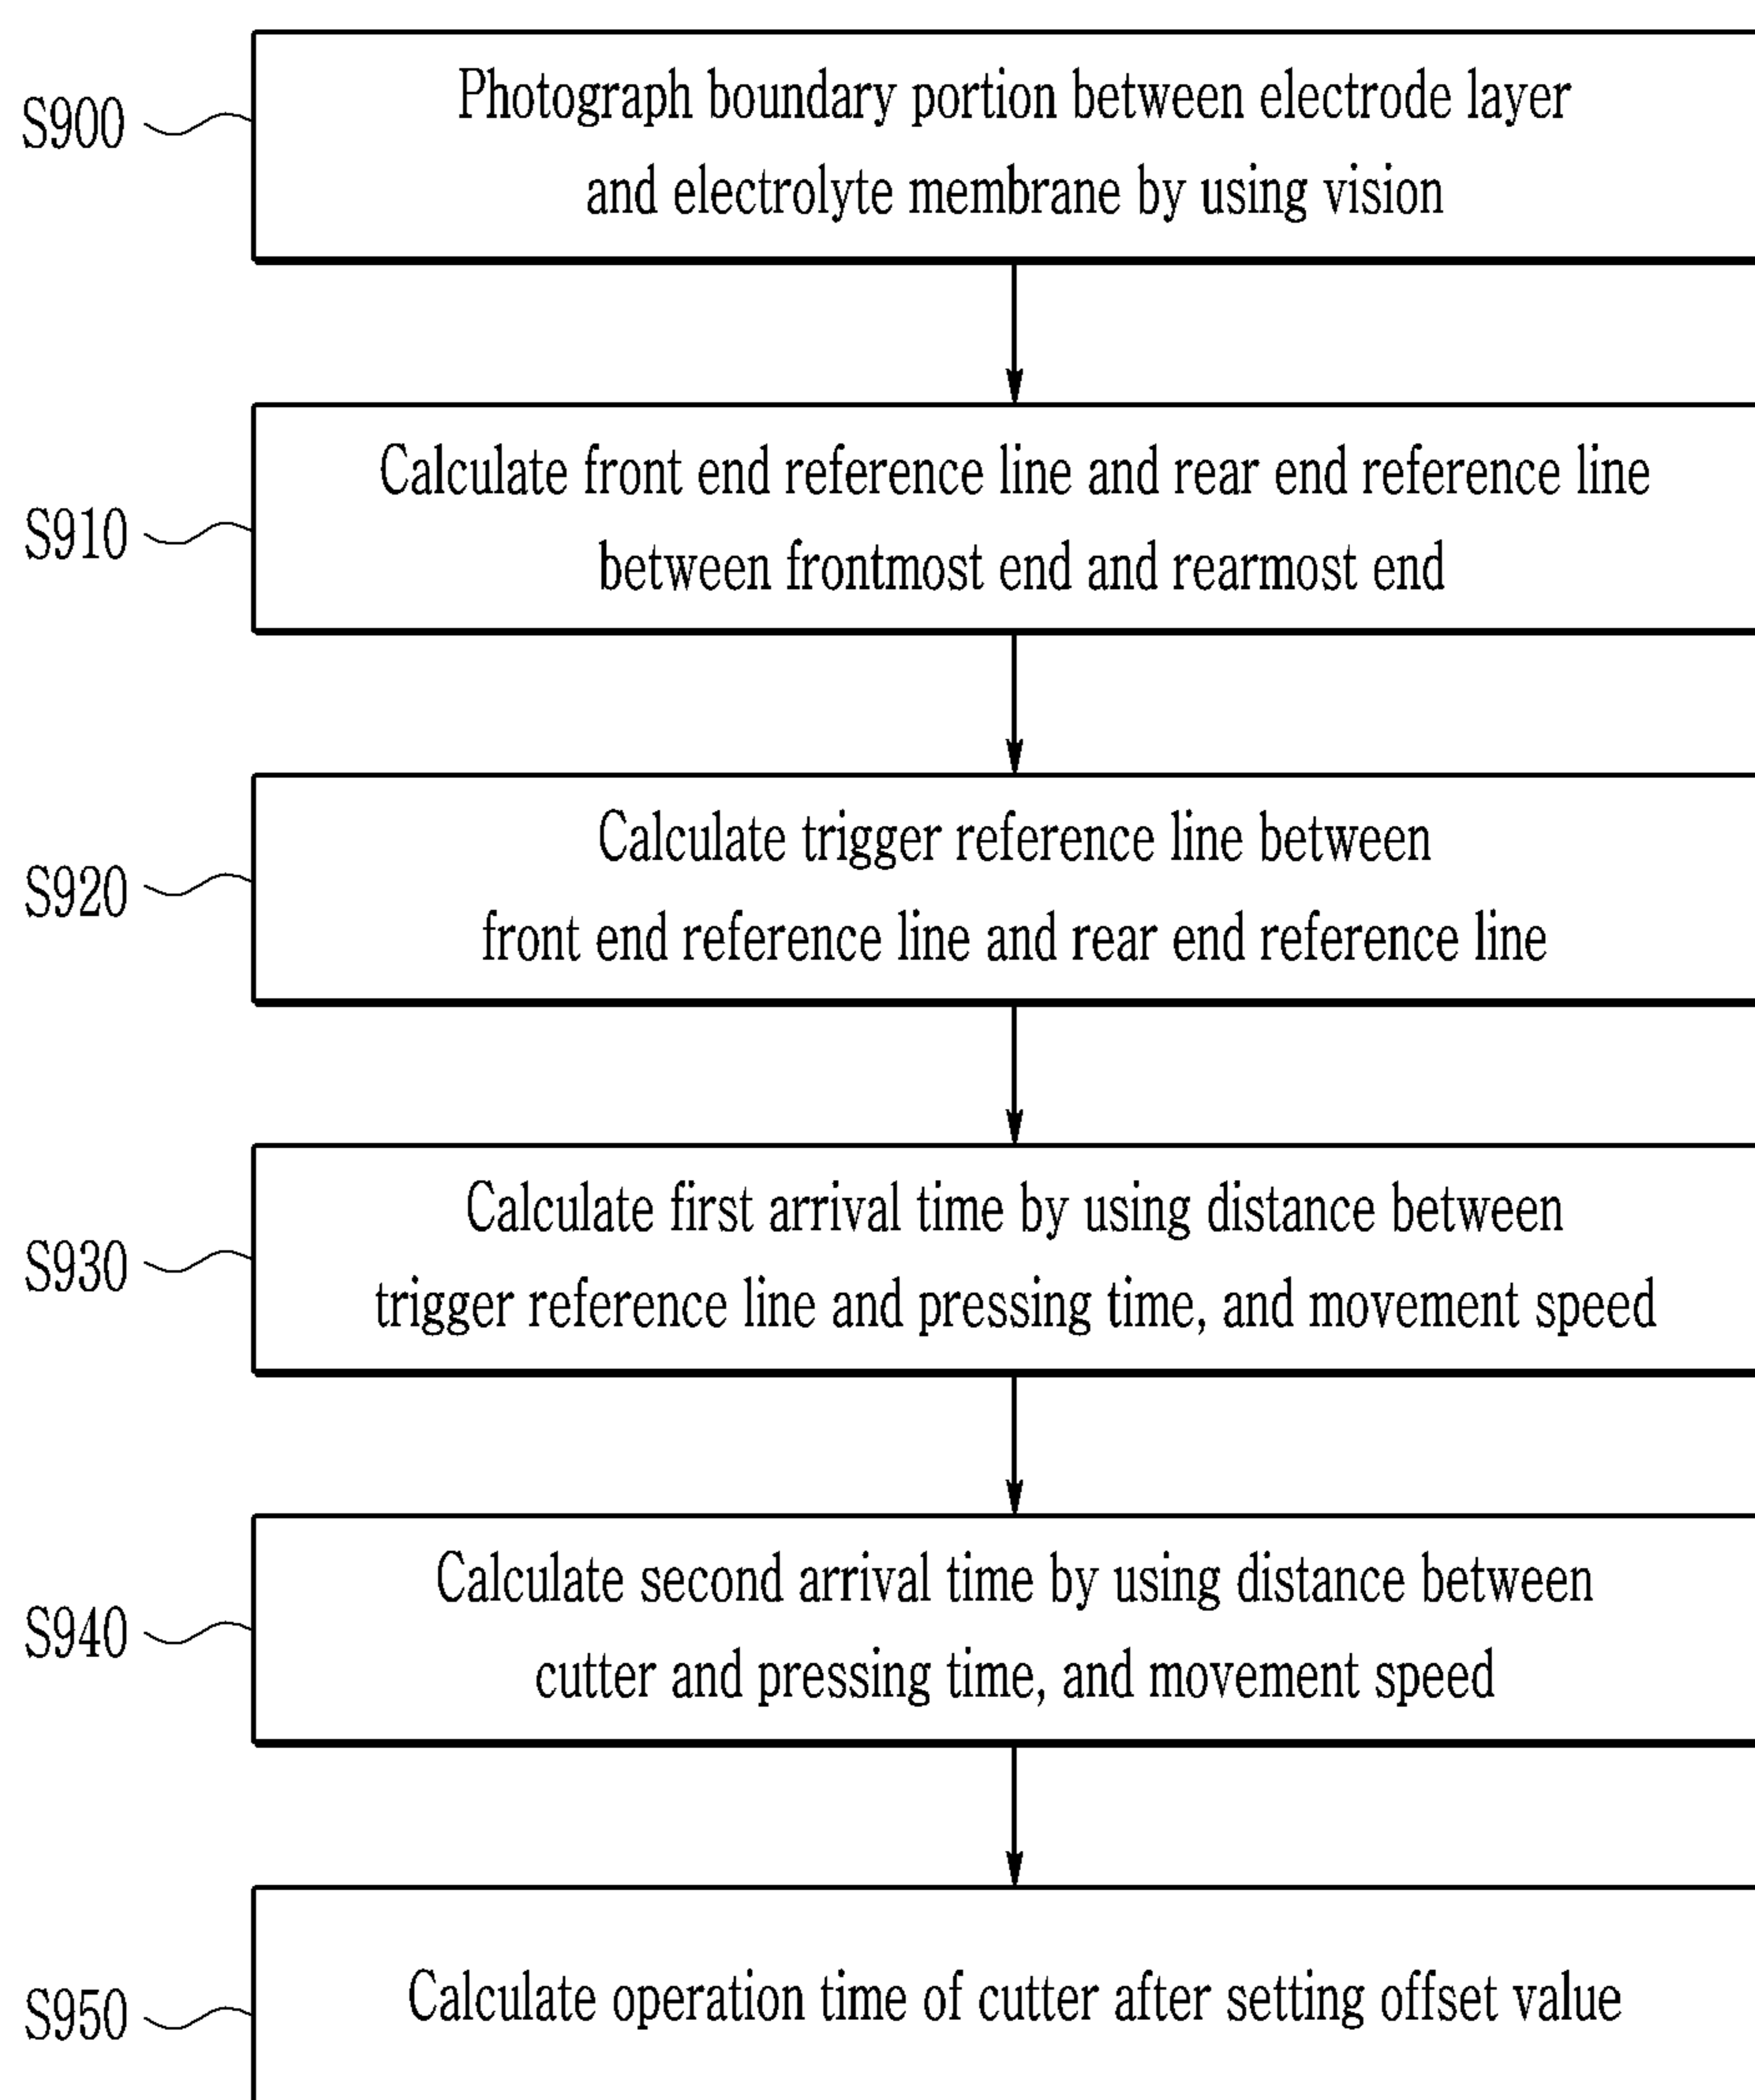 Photograph boundary portion between electrode layer
S900
and electrolyte membrane by using vision
Calculate front end reference line and rear end reference line
S910
between frontmost end and rearmost end
Calculate trigger reference line between
S920
front end reference line and rear end reference line
Calculate first arrival time by using distance between
S930
trigger reference line and pressing time, and movement speed
Calculate second arrival time by using distance between
S940
cutter and pressing time, and movement speed
S950
Calculate operation time of cutter after setting offset value